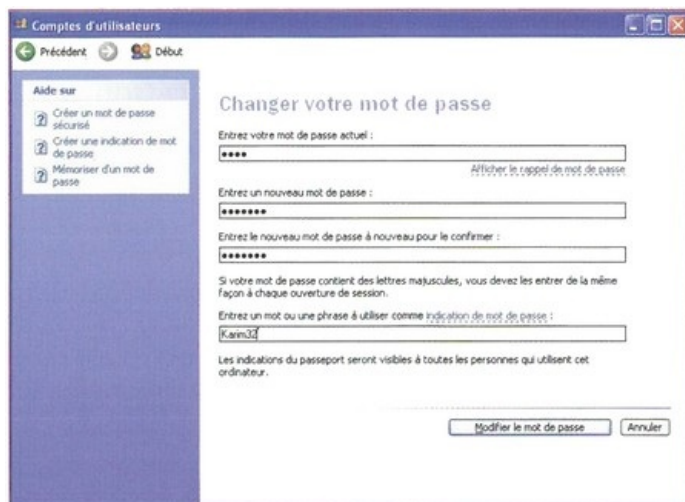 Comptes d'utilisateurs
Précédent
Début
Aide sur
Créer un mot de passe
sécurisé
Créer une indication de mot
de passe
Mémoriser d'un mot de
passe
Changer votre mot de passe
Entrez votre mot de passe actuel :
••••
Afficher le rappel de mot de passe
Entrez un nouveau mot de passe :
•••••••
Entrez le nouveau mot de passe à nouveau pour le confirmer :
•••••••
Si votre mot de passe contient des lettres majuscules, vous devez les entrer de la même
façon à chaque ouverture de session.
Entrez un mot ou une phrase à utiliser comme indication de mot de passe :
Karim32
Les indications du passeport seront visibles à toutes les personnes qui utilisent cet
ordinateur.
Modifier le mot de passe
Annuler